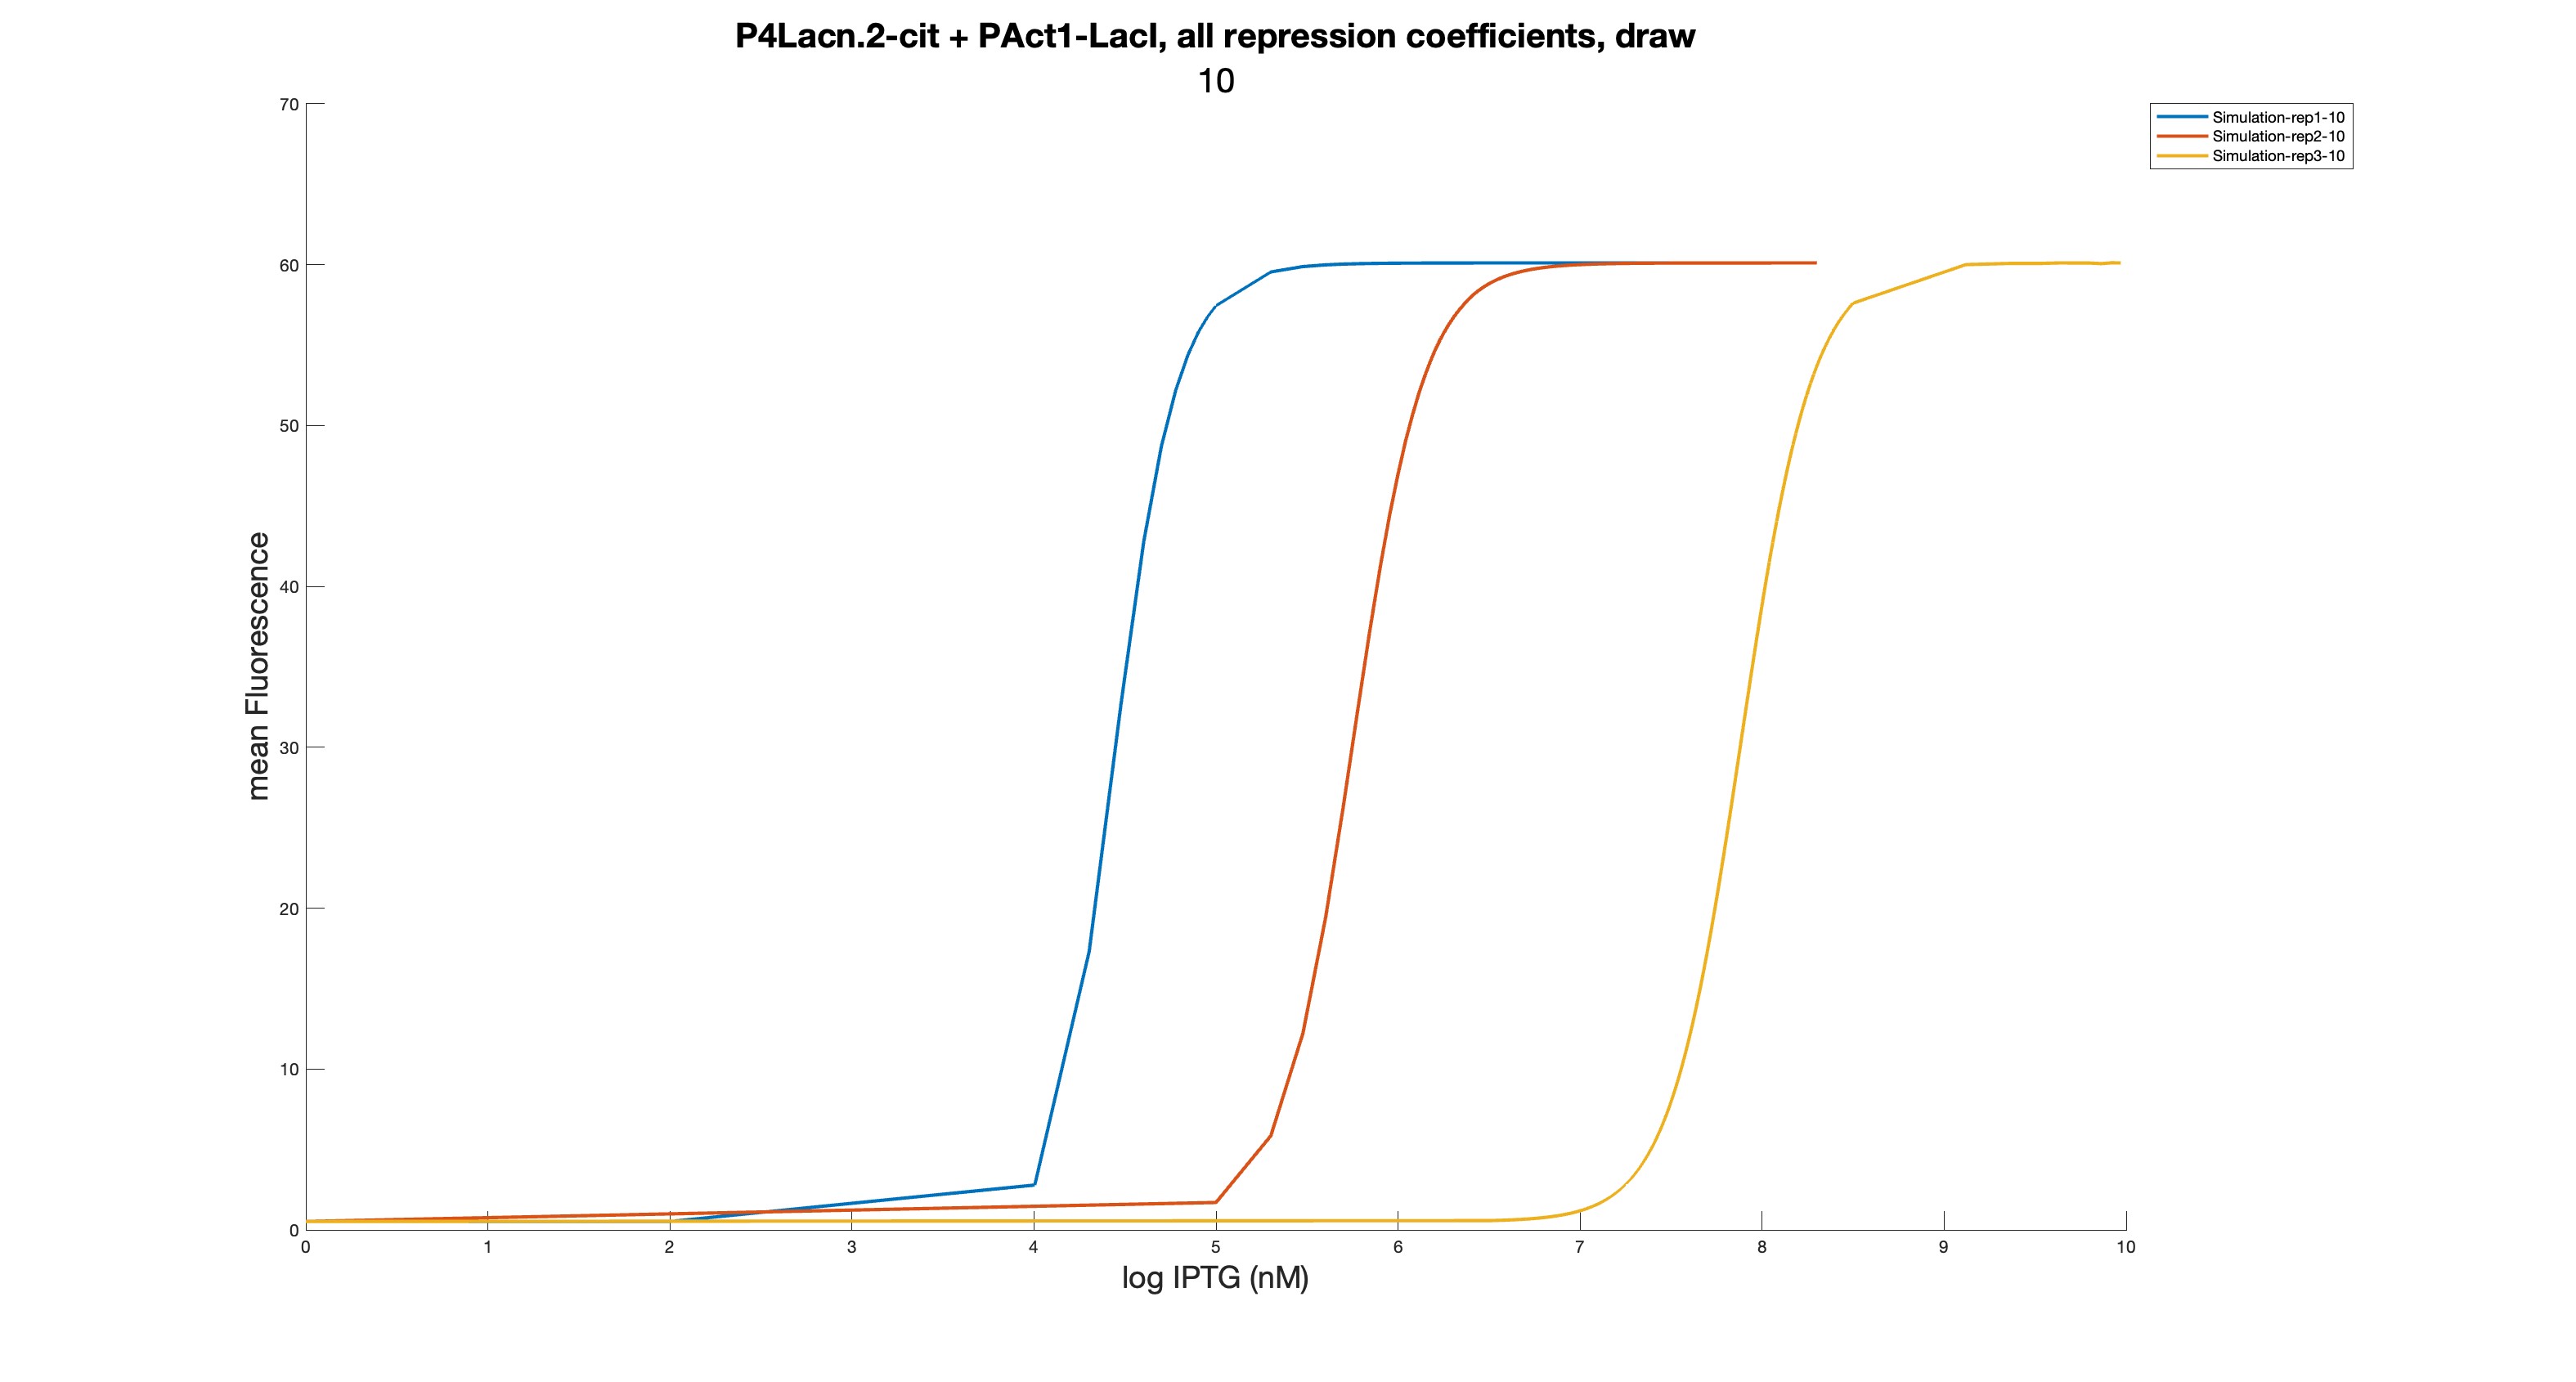 P4Lacn.2-cit + PAct1-LacI, all repression coefficients, draw
10
70
60
50
40
30
20
10
0
mean Fluorescence
0 1 2 3 4 5 6 7 8 9 10
log IPTG (nM)
Simulation-rep1-10
Simulation-rep2-10
Simulation-rep3-10